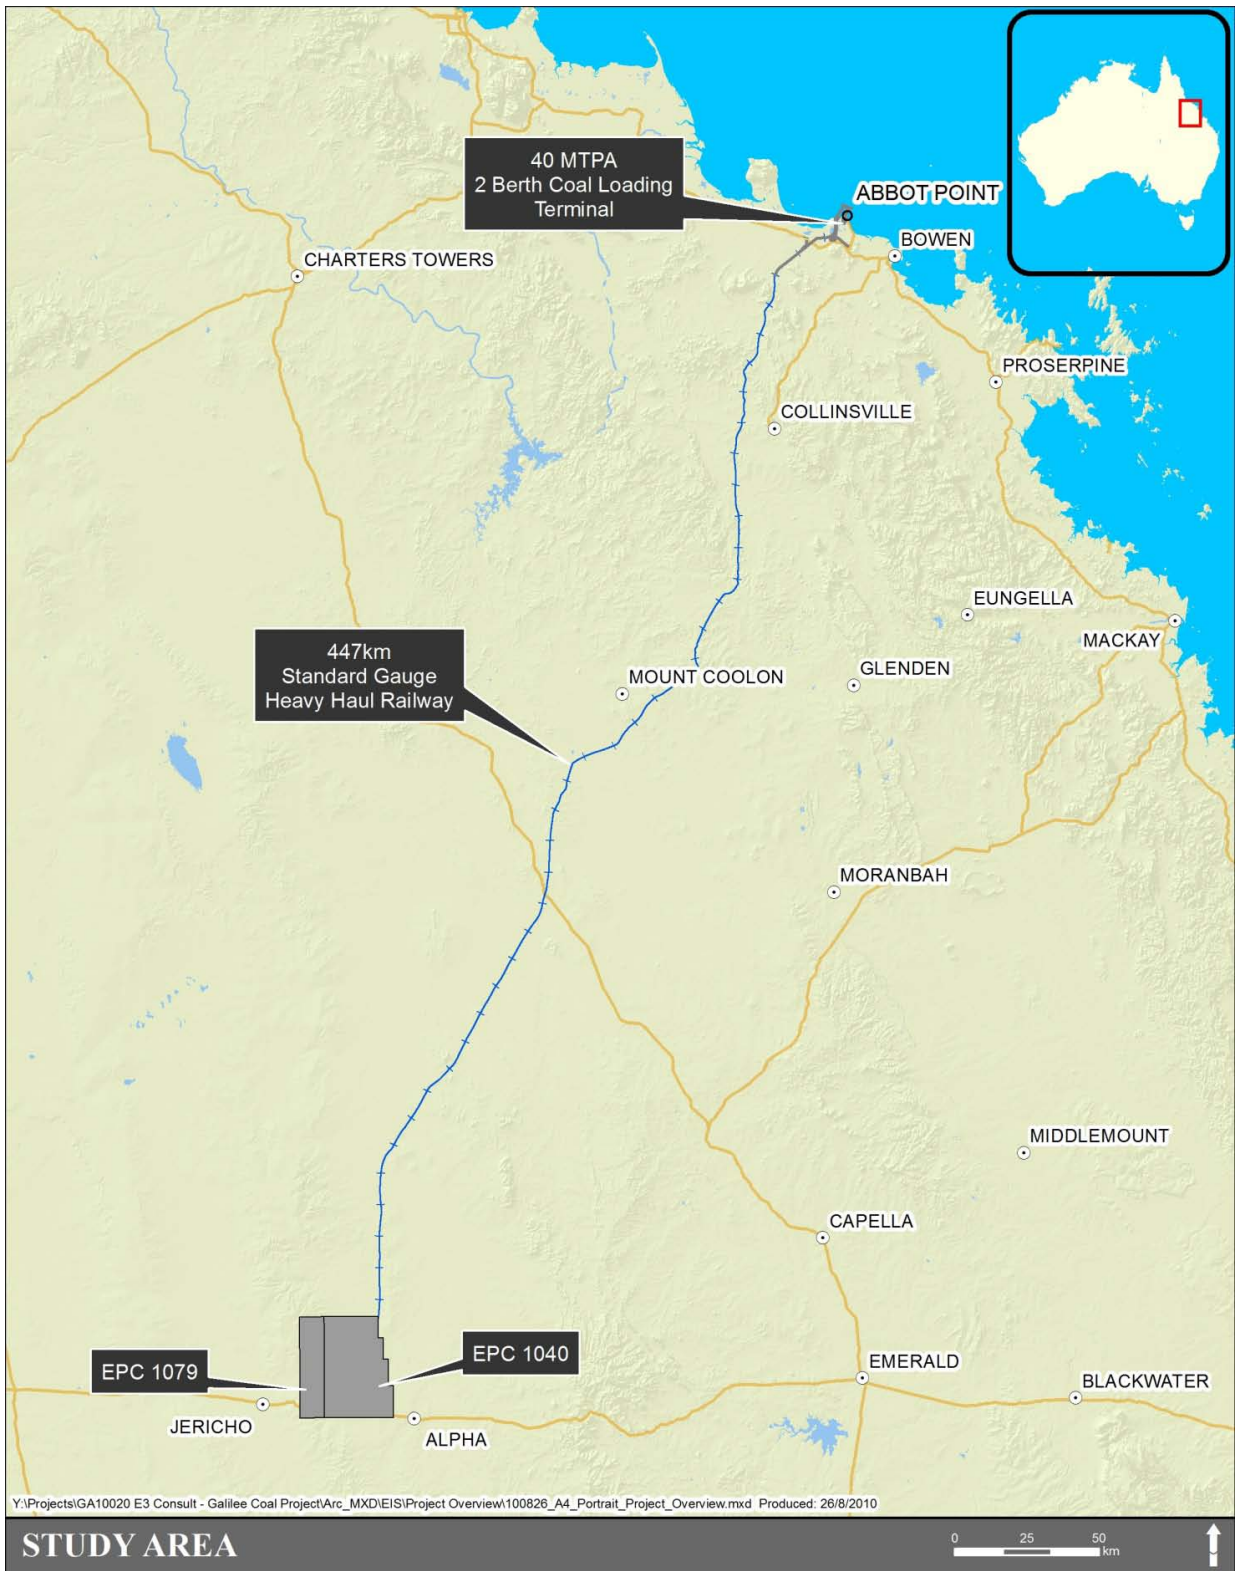 40 MTPA
2 Berth Coal Loading
Terminal
ABBOT POINT
BOWEN
CHARTERS TOWERS
PROSERPINE
COLLINSVILLE
EUNGELLA
MACKAY
447km
Standard Gauge
Heavy Haul Railway
MOUNT COOLON
GLENDEN
MORANBAH
MIDDLEMOUNT
CAPELLA
EPC 1079
EPC 1040
EMERALD
BLACKWATER
JERICHO
ALPHA
Y:\Projects\GA10020 E3 Consult - Galilee Coal Project\Arc_MXD\EIS\Project Overview\100826_A4_Portrait_Project_Overview.mxd Produced: 26/8/2010
STUDY AREA
0 25 50
km